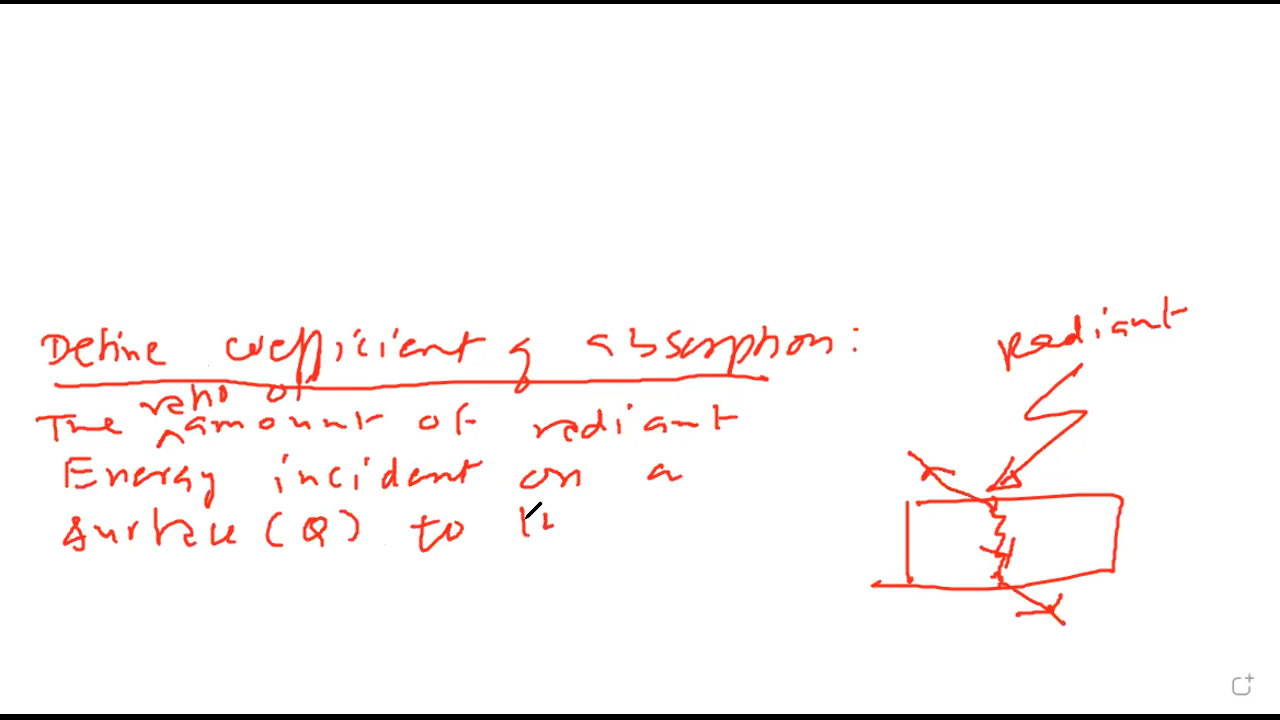 Define coefficient of absorption:
radiant
ratio of
The ^ amount of radiant
Energy incident on a
surface (Q) to